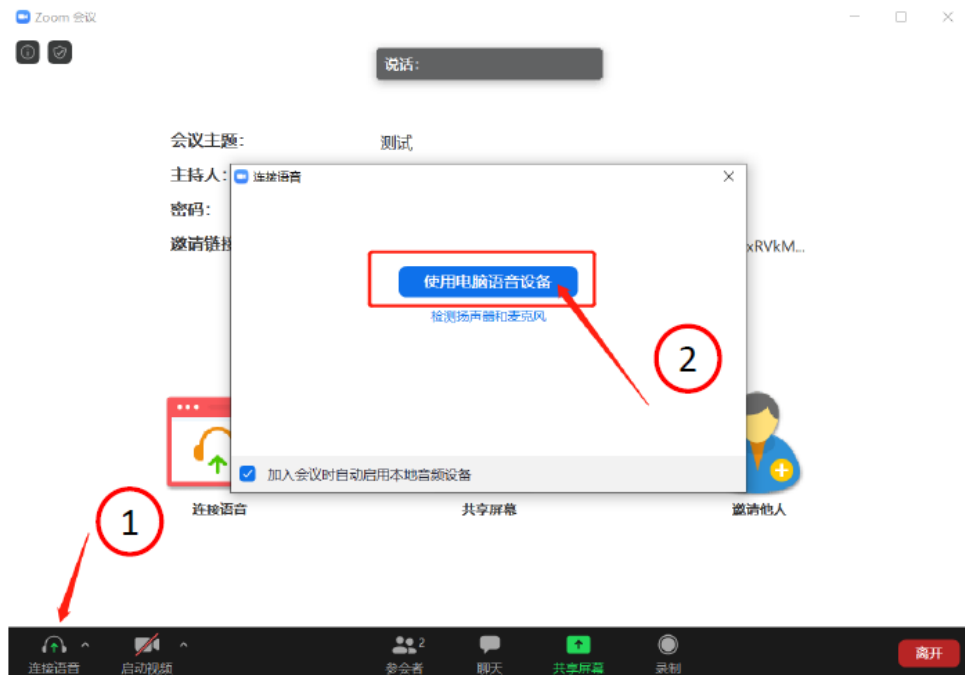 Zoom 会议
说话:
会议主题:
测试
主持人:
密码:
邀请链接
xRVkM...
连接语音
使用电脑语音设备
检测扬声器和麦克风
2
加入会议时自动启用本地音频设备
连接语音
共享屏幕
邀请他人
1
连接语音
启动视频
参会者
2
聊天
共享屏幕
录制
离开